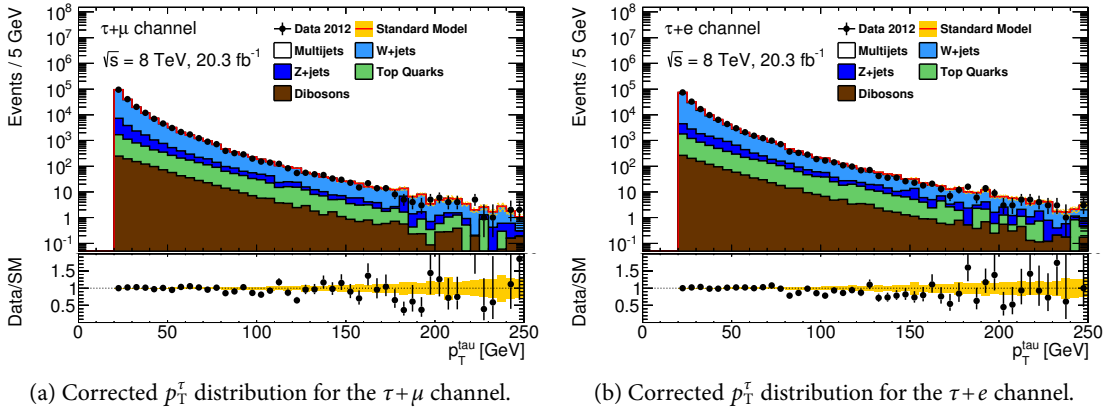 τ+μ channel
√s = 8 TeV, 20.3 fb⁻¹
Data 2012
Standard Model
Multijets
W+jets
Z+jets
Top Quarks
Dibosons
Events / 5 GeV
10⁸
10⁷
10⁶
10⁵
10⁴
10³
10²
10
1
10⁻¹
Data/SM
1.5
1
0.5
0 50 100 150 200 250
p_T^tau [GeV]
(a) Corrected p_T^τ distribution for the τ+μ channel.
τ+e channel
√s = 8 TeV, 20.3 fb⁻¹
Data 2012
Standard Model
Multijets
W+jets
Z+jets
Top Quarks
Dibosons
Events / 5 GeV
10⁸
10⁷
10⁶
10⁵
10⁴
10³
10²
10
1
10⁻¹
Data/SM
1.5
1
0.5
0 50 100 150 200 250
p_T^tau [GeV]
(b) Corrected p_T^τ distribution for the τ+e channel.